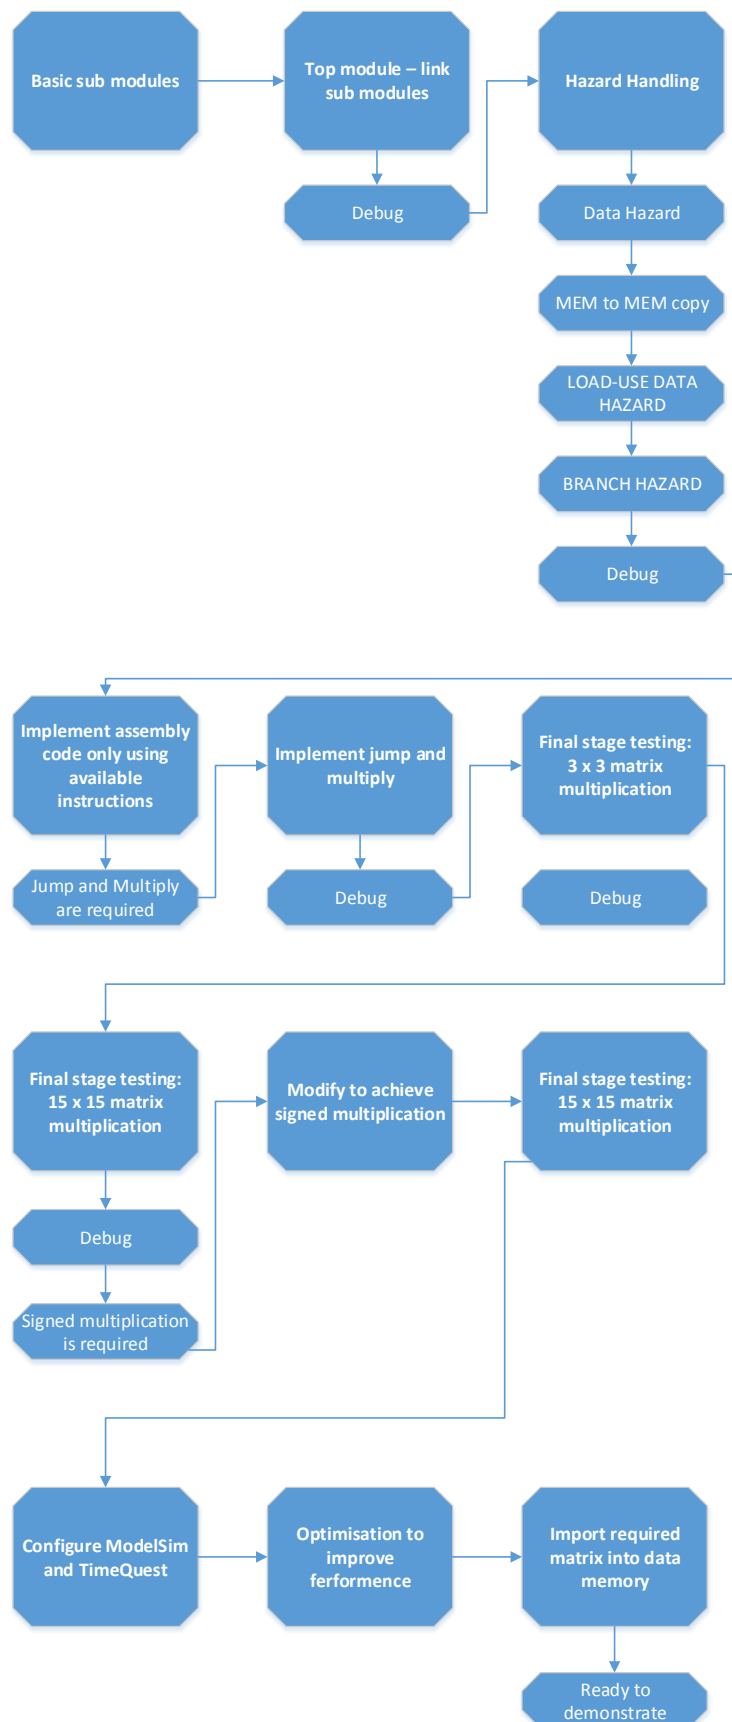 Basic sub modules
Top module – link
sub modules
Hazard Handling
Debug
Data Hazard
MEM to MEM copy
LOAD-USE DATA
HAZARD
BRANCH HAZARD
Debug
Implement assembly
code only using
available
instructions
Implement jump and
multiply
Final stage testing:
3 x 3 matrix
multiplication
Jump and Multiply
are required
Debug
Debug
Final stage testing:
15 x 15 matrix
multiplication
Modify to achieve
signed multiplication
Final stage testing:
15 x 15 matrix
multiplication
Debug
Signed multiplication
is required
Configure ModelSim
and TimeQuest
Optimisation to
improve
ferformence
Import required
matrix into data
memory
Ready to
demonstrate